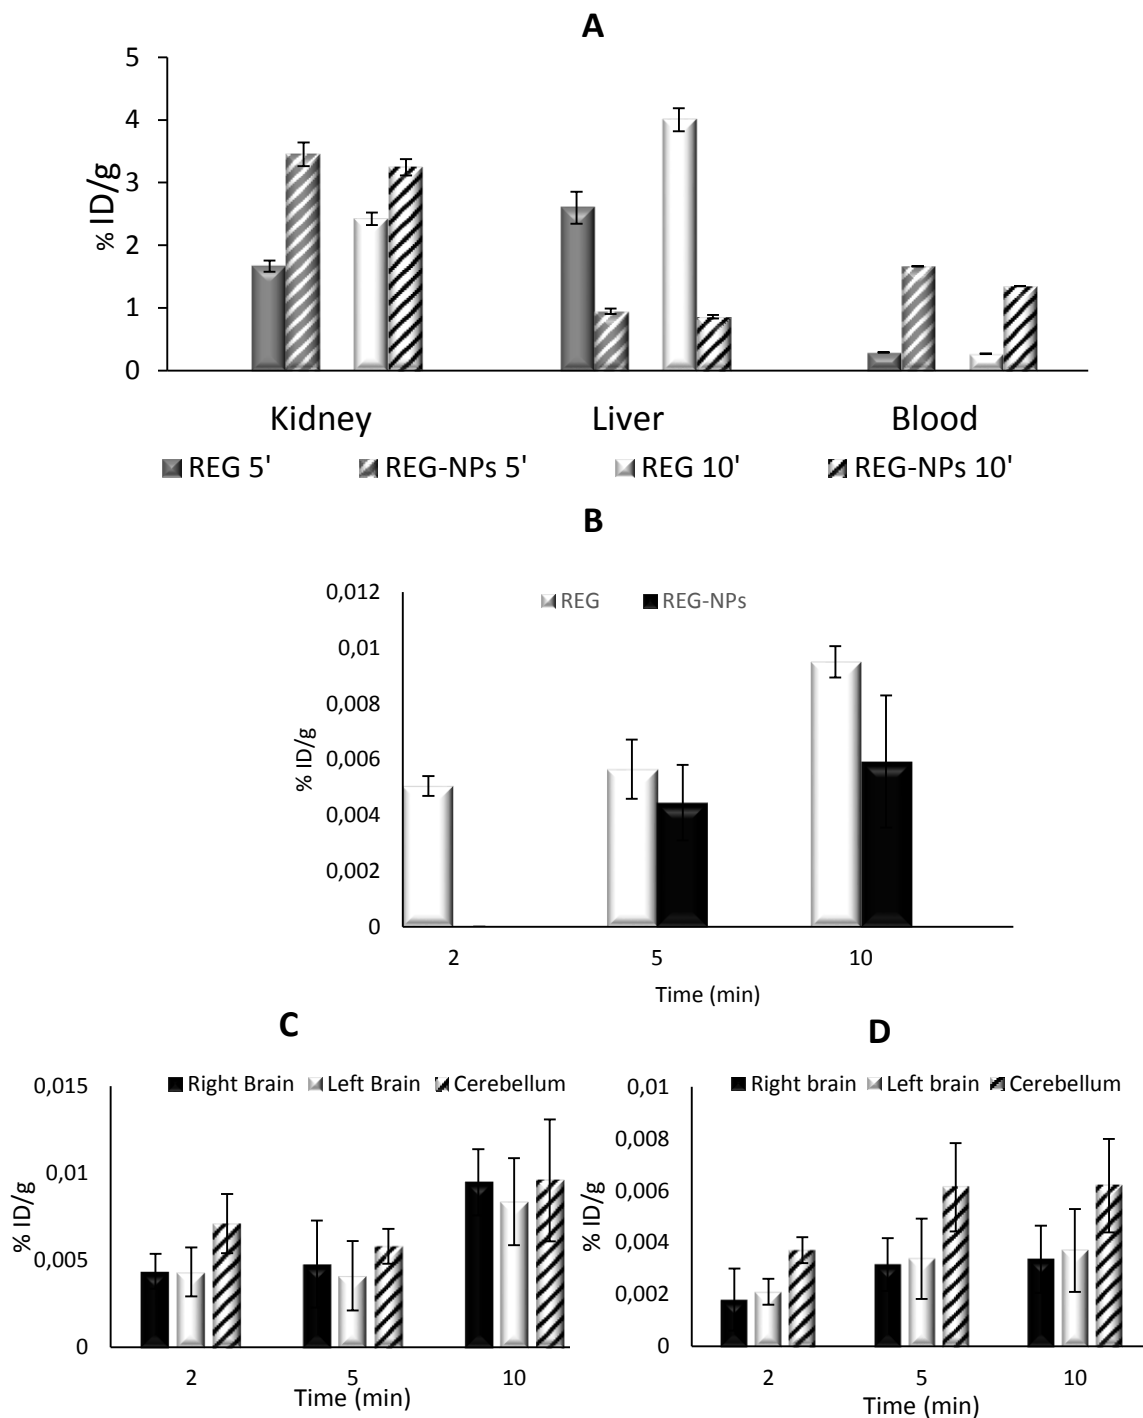 A
5
4
3
2
1
0
% ID/g
Kidney Liver Blood
REG 5' REG-NPs 5' REG 10' REG-NPs 10'
B
0,012
0,01
0,008
0,006
0,004
0,002
0
% ID/g
REG REG-NPs
2 5 10
Time (min)
C
Right Brain Left Brain Cerebellum
0,015
0,01
0,005
0
% ID/g
2 5 10
Time (min)
D
Right brain Left brain Cerebellum
0,01
0,008
0,006
0,004
0,002
0
% ID/g
2 5 10
Time (min)